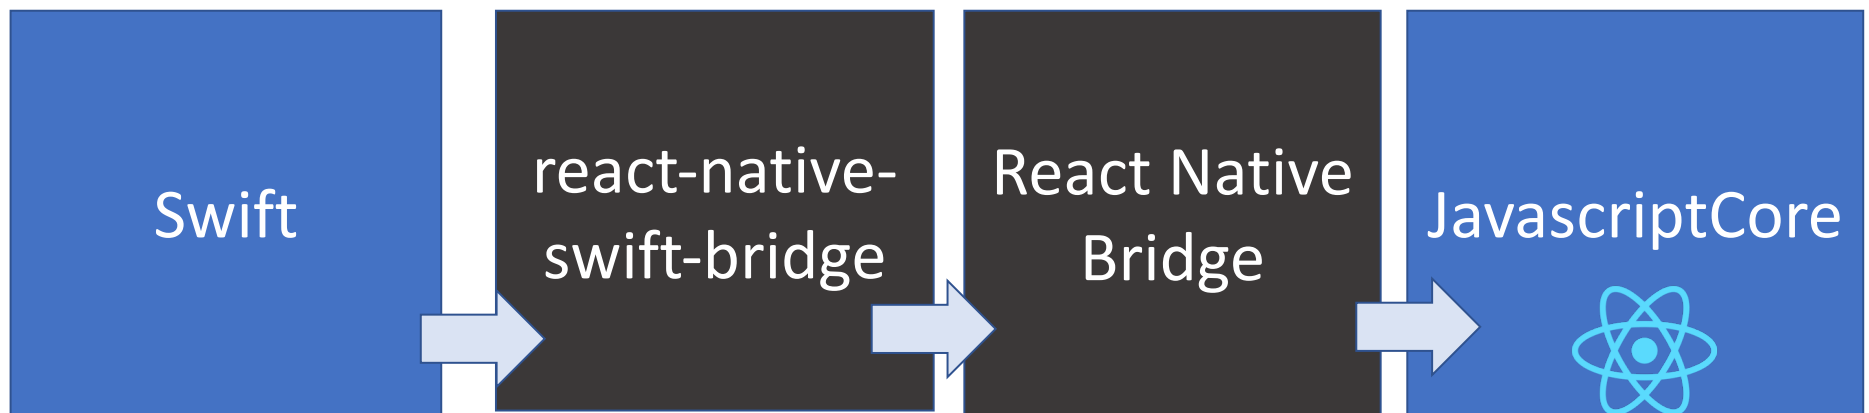 Swift
react-native-
swift-bridge
React Native
Bridge
JavascriptCore